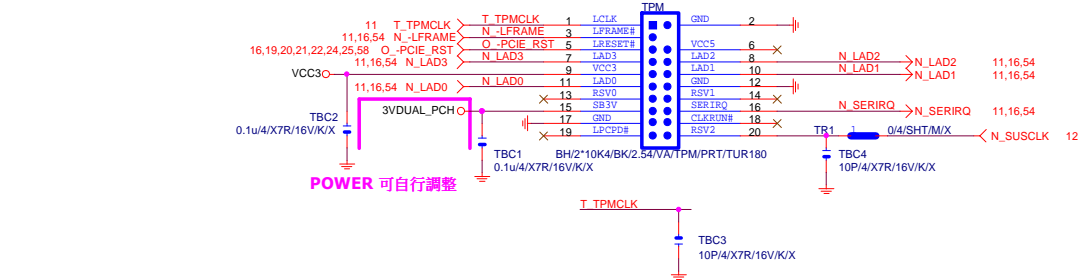 TPM
11 T_TPMCLK T_TPMCLK 1 LCLK GND 2
11,16,54 N_-LFRAME N_-LFRAME 3 LFRAME#
16,19,20,21,22,24,25,58 O_-PCIE_RST O_-PCIE_RST 5 LRESET# VCC5 6
11,16,54 N_LAD3 N_LAD3 7 LAD3 LAD2 8 N_LAD2 N_LAD2 11,16,54
VCC3 9 VCC3 LAD1 10 N_LAD1 N_LAD1 11,16,54
11,16,54 N_LAD0 N_LAD0 11 LAD0 GND 12
13 RSV0 RSV1 14
3VDUAL_PCH 15 SB3V SERIRQ 16 N_SERIRQ N_SERIRQ 11,16,54
17 GND CLKRUN# 18
19 LPCPD# RSV2 20 TR1 1 0/4/SHT/M/X N_SUSCLK 12
TBC2
0.1u/4/X7R/16V/K/X
TBC1
0.1u/4/X7R/16V/K/X
BH/2*10K4/BK/2.54/VA/TPM/PRT/TUR180
TBC4
10P/4/X7R/16V/K/X
POWER 可自行調整
T_TPMCLK
TBC3
10P/4/X7R/16V/K/X